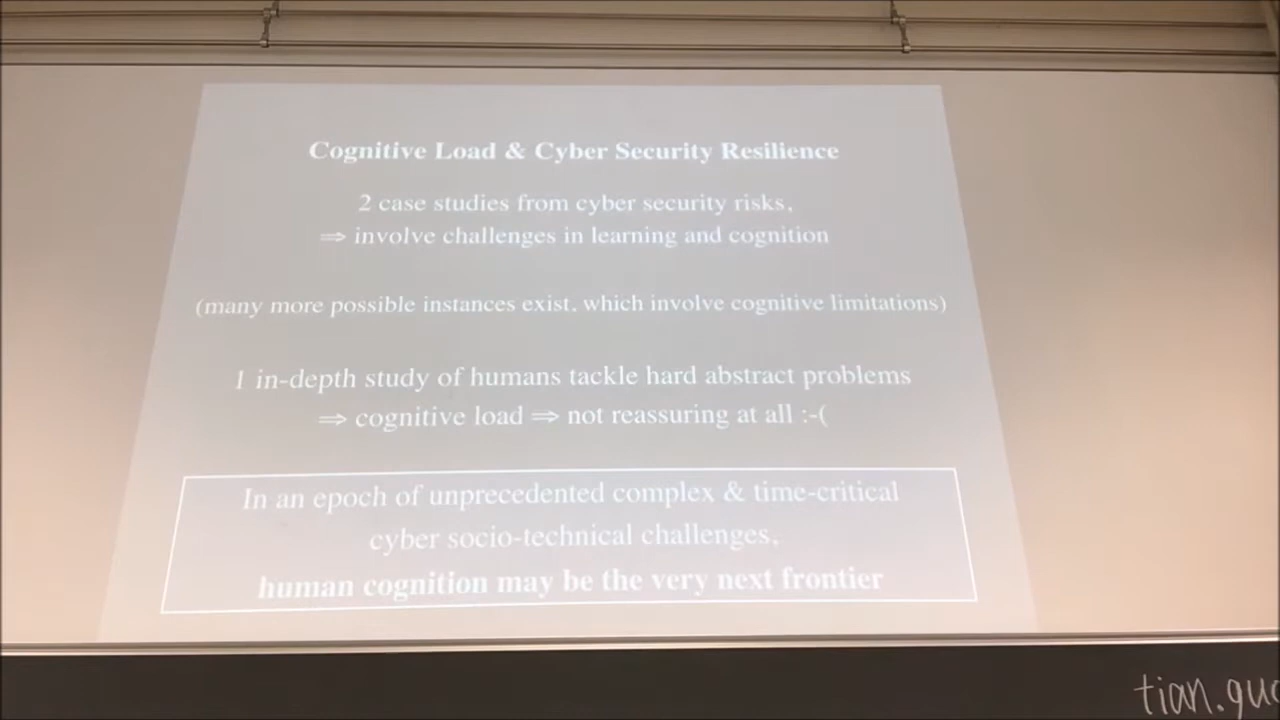 Cognitive Load & Cyber Security Resilience
2 case studies from cyber security risks,
⇒ involve challenges in learning and cognition
(many more possible instances exist, which involve cognitive limitations)
1 in-depth study of humans tackle hard abstract problems
⇒ cognitive load ⇒ not reassuring at all :-(
In an epoch of unprecedented complex & time-critical
cyber socio-technical challenges,
human cognition may be the very next frontier